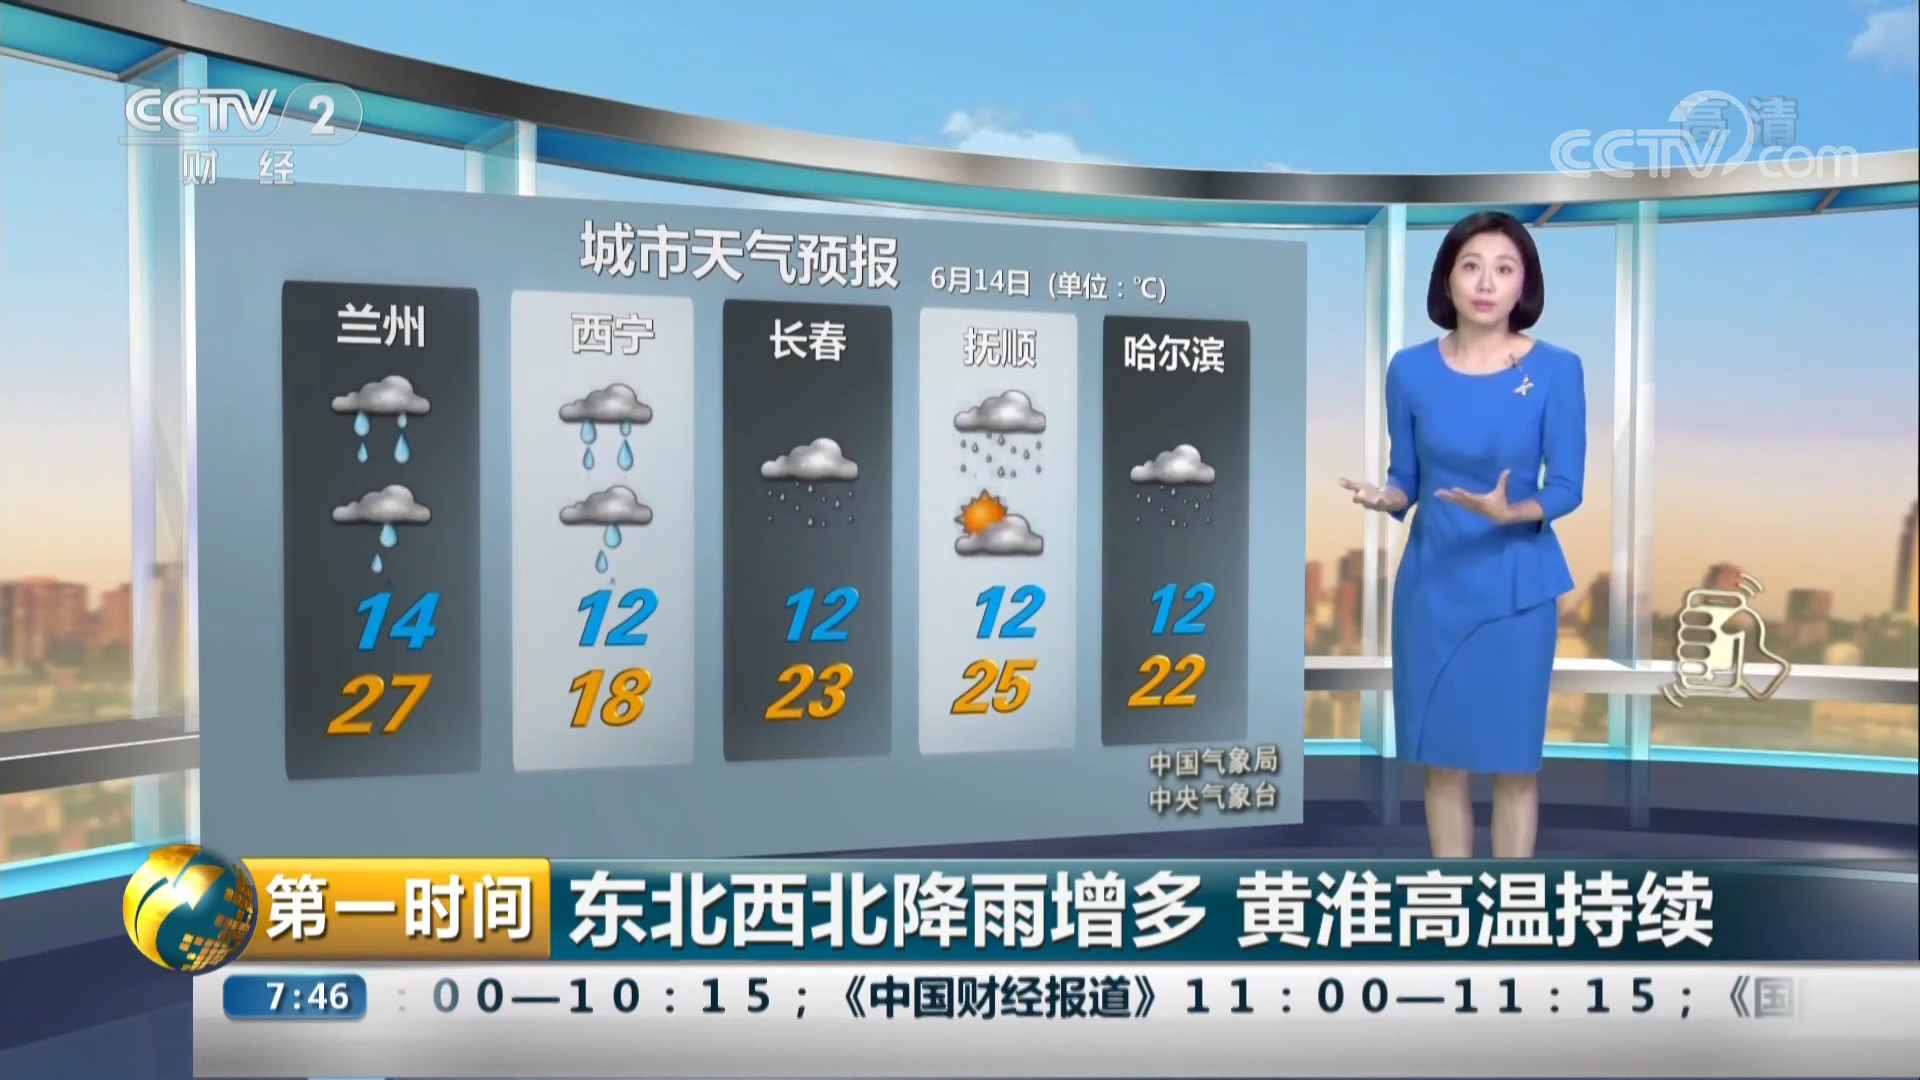 CCTV 2
财 经
高清
CCTV.com
城市天气预报 6月14日 (单位:℃)
兰州
14
27
西宁
12
18
长春
12
23
抚顺
12
25
哈尔滨
12
22
中国气象局
中央气象台
第一时间
东北西北降雨增多 黄淮高温持续
7:46
:00—10:15;《中国财经报道》11:00—11:15;《国